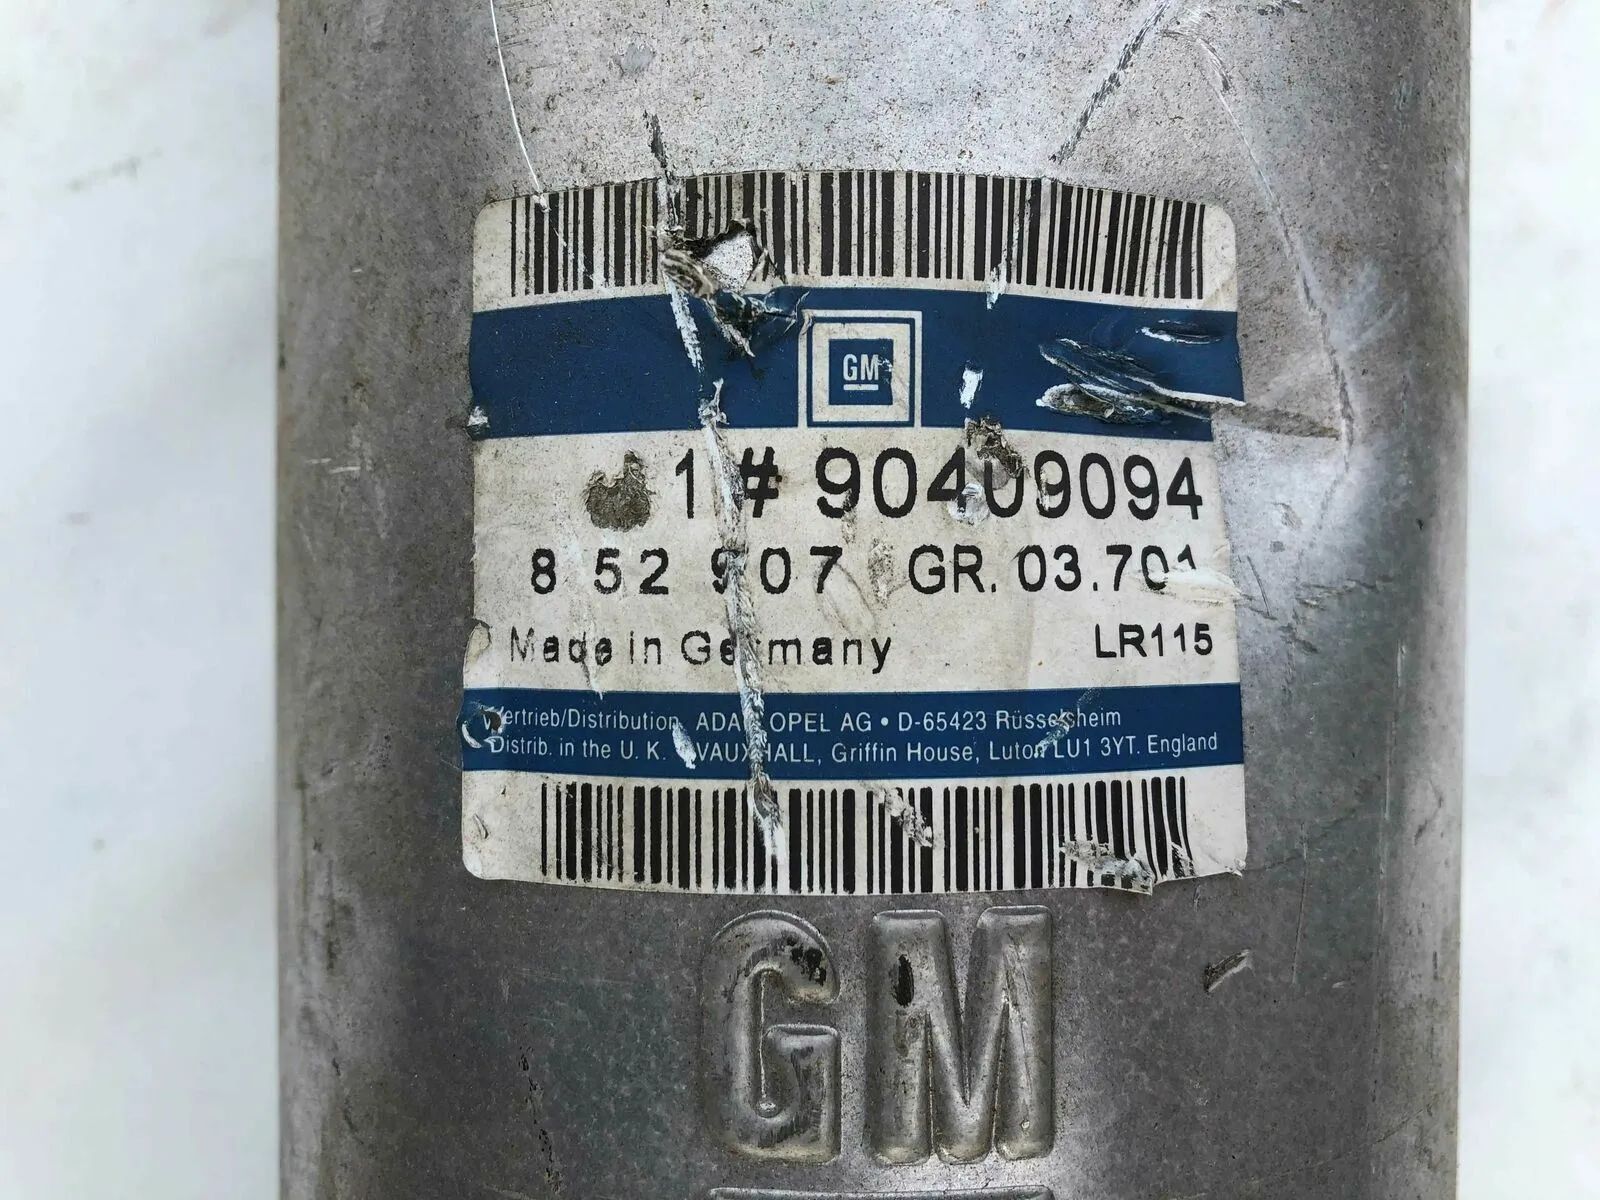 GM
1 # 90409094
8 52 907 GR. 03.701
Made in Germany LR115
Vertrieb/Distribution ADAM OPEL AG • D-65423 Rüsselsheim
Distrib. in the U. K. VAUXHALL, Griffin House, Luton LU1 3YT. England
GM